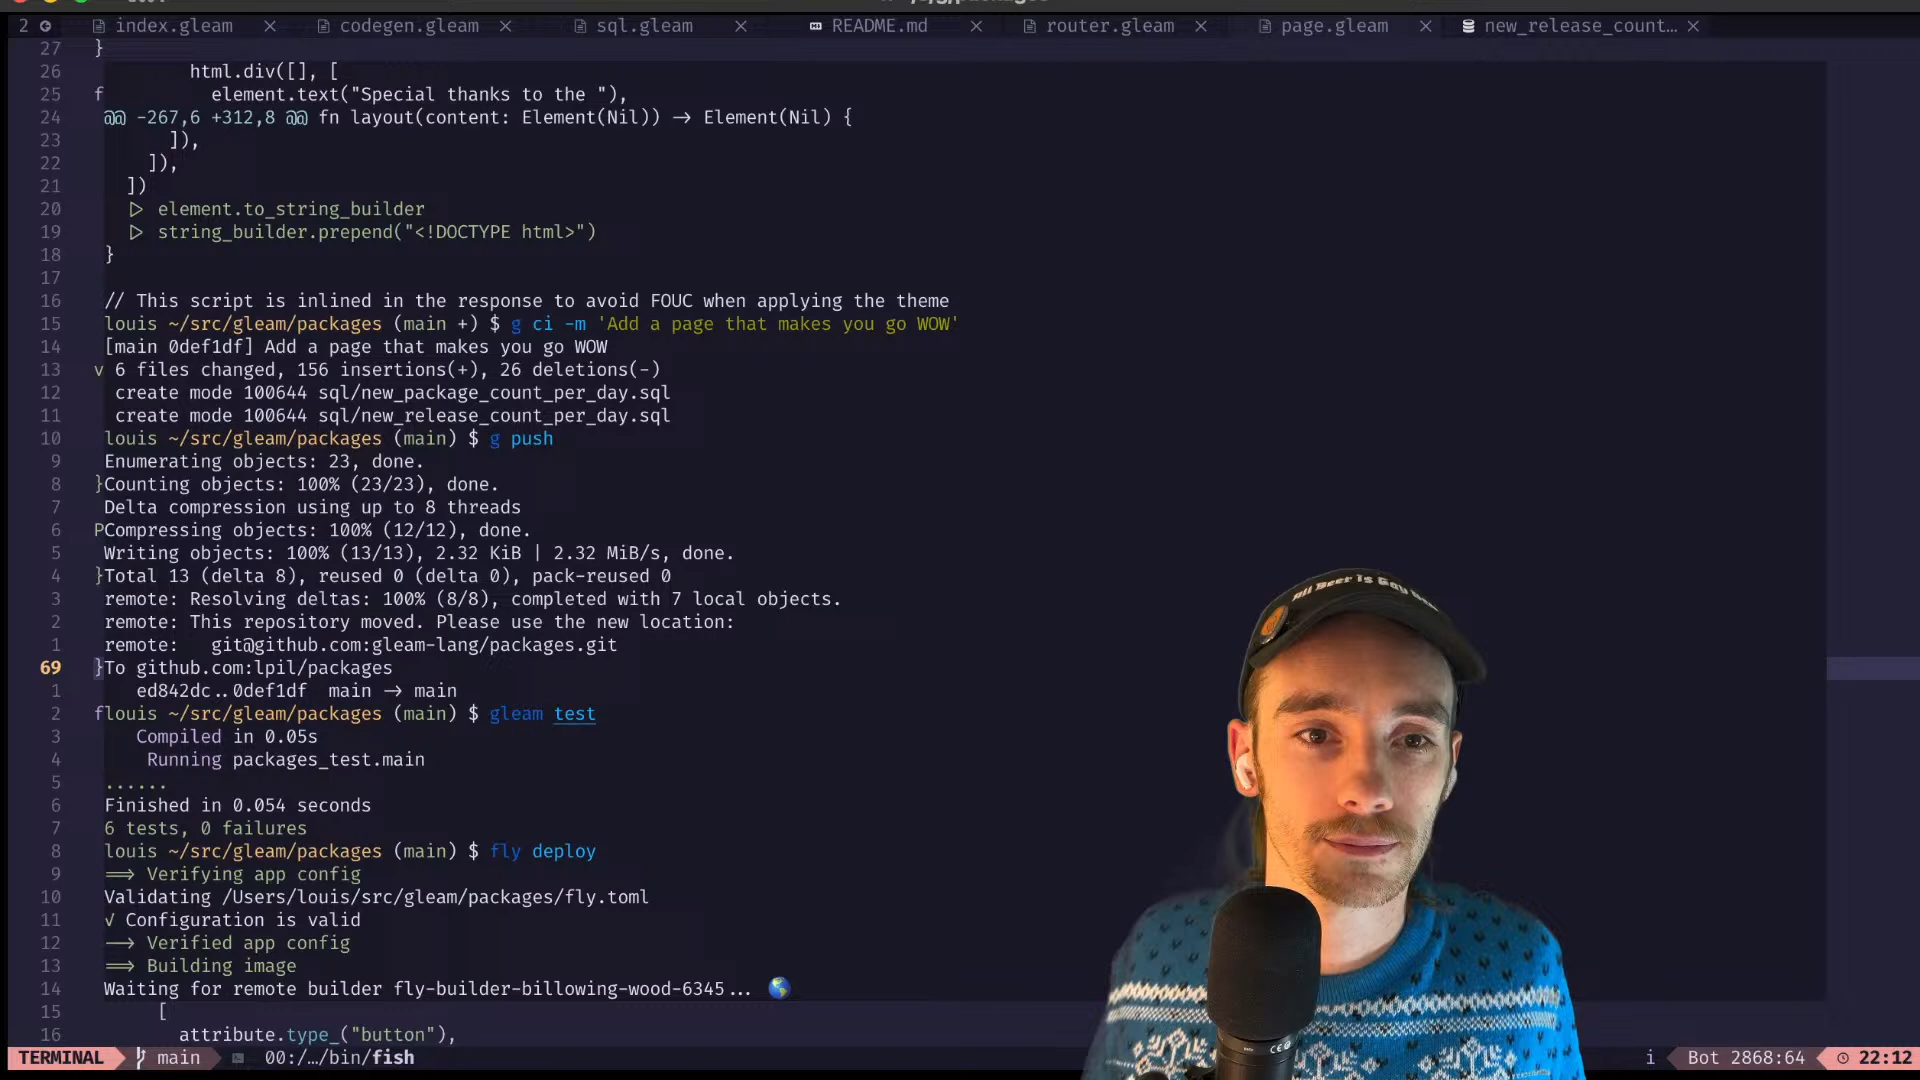 2 index.gleam codegen.gleam sql.gleam README.md router.gleam page.gleam new_release_count…
27 }
26 html.div([], [
25 f element.text("Special thanks to the "),
24 @@ -267,6 +312,8 @@ fn layout(content: Element(Nil)) -> Element(Nil) {
23 ]),
22 ]),
21 ])
20 |> element.to_string_builder
19 |> string_builder.prepend("<!DOCTYPE html>")
18 }
17
16 // This script is inlined in the response to avoid FOUC when applying the theme
15 louis ~/src/gleam/packages (main +) $ g ci -m 'Add a page that makes you go WOW'
14 [main 0def1df] Add a page that makes you go WOW
13 v 6 files changed, 156 insertions(+), 26 deletions(-)
12 create mode 100644 sql/new_package_count_per_day.sql
11 create mode 100644 sql/new_release_count_per_day.sql
10 louis ~/src/gleam/packages (main) $ g push
9 Enumerating objects: 23, done.
8 }Counting objects: 100% (23/23), done.
7 Delta compression using up to 8 threads
6 PCompressing objects: 100% (12/12), done.
5 Writing objects: 100% (13/13), 2.32 KiB | 2.32 MiB/s, done.
4 }Total 13 (delta 8), reused 0 (delta 0), pack-reused 0
3 remote: Resolving deltas: 100% (8/8), completed with 7 local objects.
2 remote: This repository moved. Please use the new location:
1 remote: git@github.com:gleam-lang/packages.git
69 }To github.com:lpil/packages
1 ed842dc..0def1df main -> main
2 flouis ~/src/gleam/packages (main) $ gleam test
3 Compiled in 0.05s
4 Running packages_test.main
5 ......
6 Finished in 0.054 seconds
7 6 tests, 0 failures
8 louis ~/src/gleam/packages (main) $ fly deploy
9 ==> Verifying app config
10 Validating /Users/louis/src/gleam/packages/fly.toml
11 √ Configuration is valid
12 --> Verified app config
13 ==> Building image
14 Waiting for remote builder fly-builder-billowing-wood-6345... 🌎
15 [
16 attribute.type_("button"),
TERMINAL main 00:/…/bin/fish i Bot 2868:64 22:12
All Beer Is Gay Beer
CE